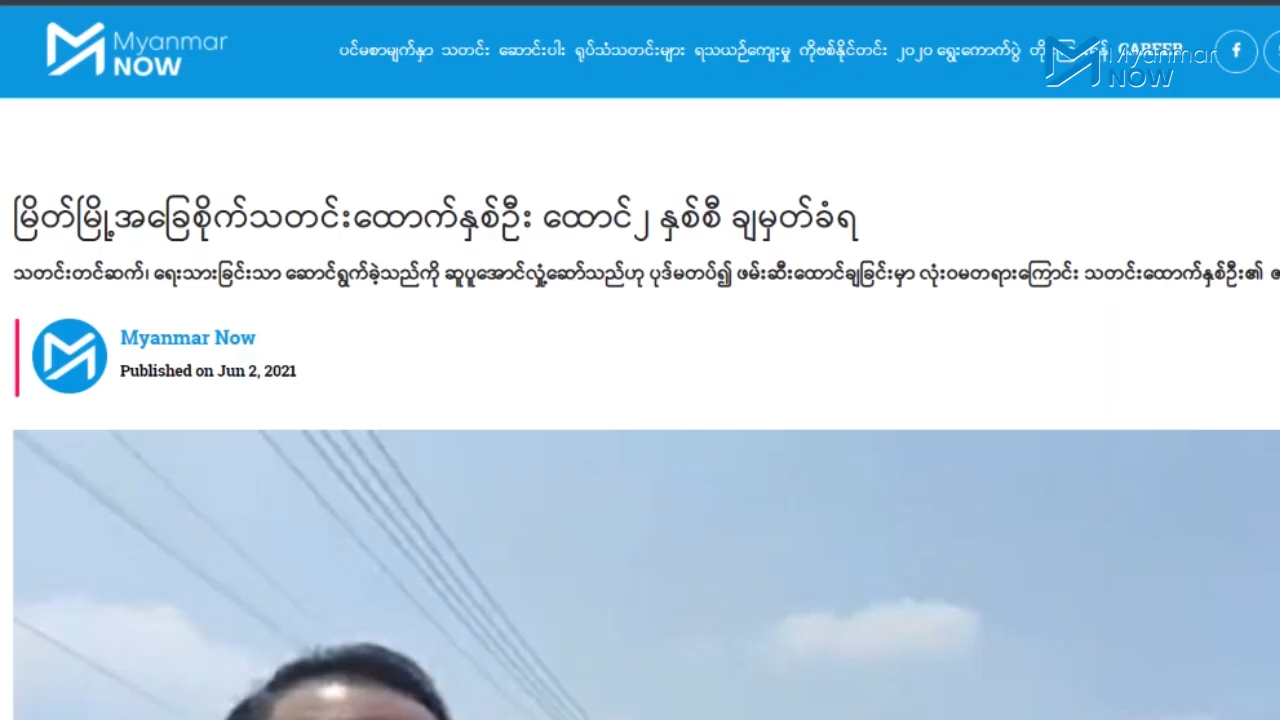 Myanmar
NOW
ပင်မစာမျက်နှာ သတင်း ဆောင်းပါး ရုပ်သံသတင်းများ ရသယဉ်ကျေးမှု ကိုဗစ်နိုင်တင်း ၂၀၂၀ ရွေးကောက်ပွဲ CAREER
Myanmar
NOW
မြိတ်မြို့အခြေစိုက်သတင်းထောက်နှစ်ဦး ထောင်၂ နှစ်စီ ချမှတ်ခံရ
သတင်းတင်ဆက်၊ ရေးသားခြင်းသာ ဆောင်ရွက်ခဲ့သည်ကို ဆူပူအောင်လှုံ့ဆော်သည်ဟု ပုဒ်မတပ်၍ ဖမ်းဆီးထောင်ချခြင်းမှာ လုံးဝမတရားကြောင်း သတင်းထောက်နှစ်ဦး၏
Myanmar Now
Published on Jun 2, 2021